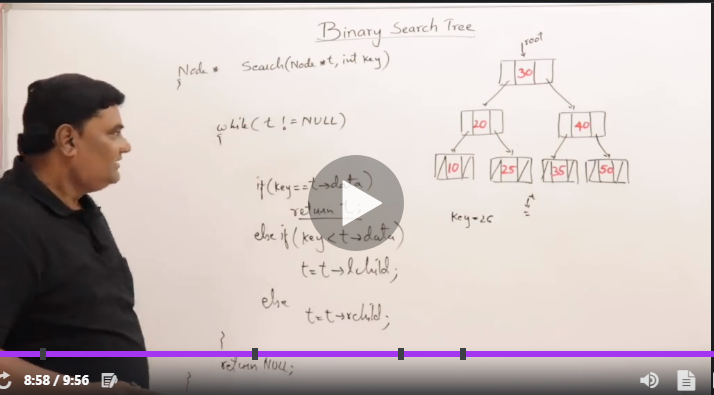 Binary Search Tree
root
Node * Search(Node *t, int key)
{
while( t != NULL)
{
if(key==t→data)
return t;
else if( key<t→data)
t=t→lchild;
else
t=t→rchild;
}
return NULL;
}
30
20
40
10
25
35
50
t
key=26
8:58 / 9:56